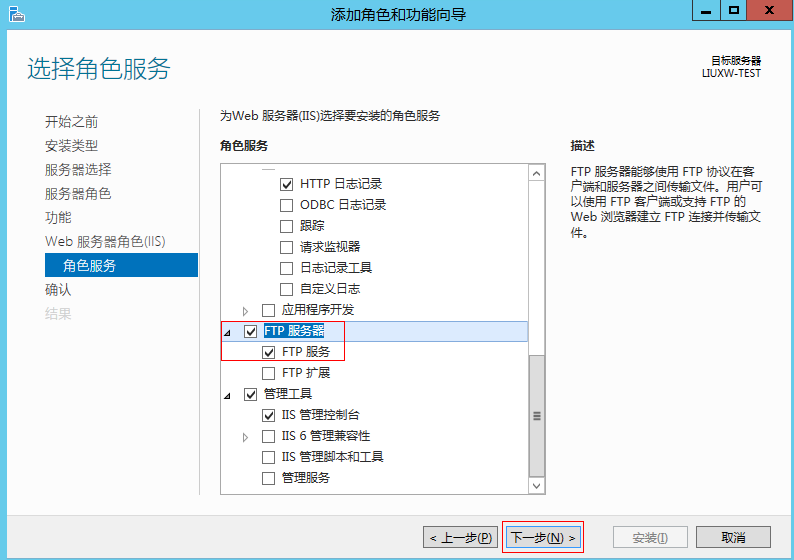 添加角色和功能向导
选择角色服务
目标服务器
LIUXW-TEST
开始之前
安装类型
服务器选择
服务器角色
功能
Web 服务器角色(IIS)
角色服务
确认
结果
为Web 服务器(IIS)选择要安装的角色服务
角色服务
HTTP 日志记录
ODBC 日志记录
跟踪
请求监视器
日志记录工具
自定义日志
应用程序开发
FTP 服务器
FTP 服务
FTP 扩展
管理工具
IIS 管理控制台
IIS 6 管理兼容性
IIS 管理脚本和工具
管理服务
描述
FTP 服务器能够使用 FTP 协议在客
户端和服务器之间传输文件。用户可
以使用 FTP 客户端或支持 FTP 的
Web 浏览器建立 FTP 连接并传输文
件。
< 上一步(P)
下一步(N) >
安装(I)
取消